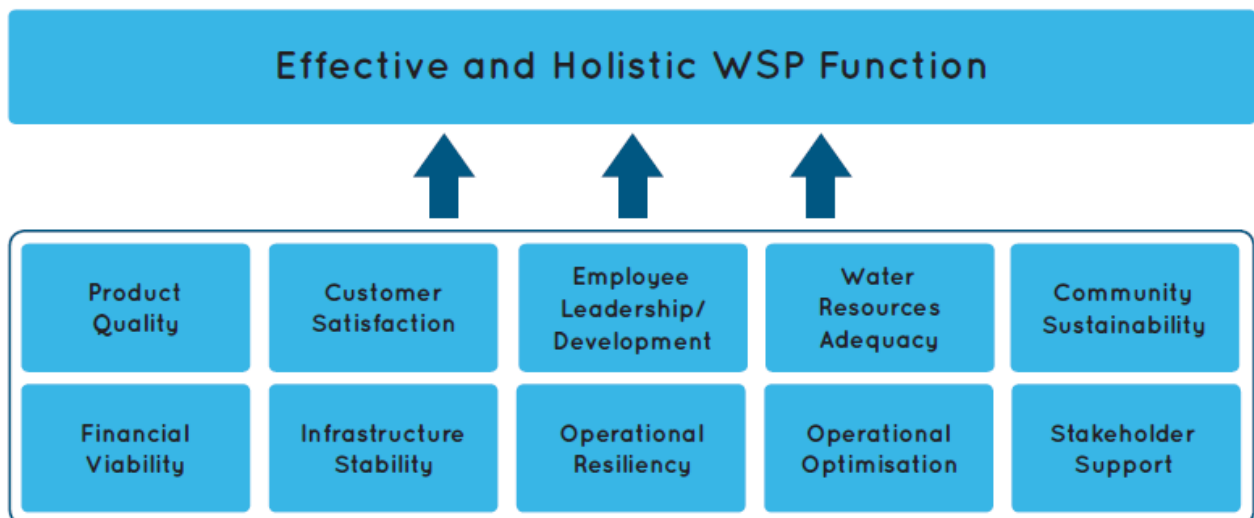 Effective and Holistic WSP Function
Product
Quality
Customer
Satisfaction
Employee
Leadership/
Development
Water
Resources
Adequacy
Community
Sustainability
Financial
Viability
Infrastructure
Stability
Operational
Resiliency
Operational
Optimisation
Stakeholder
Support